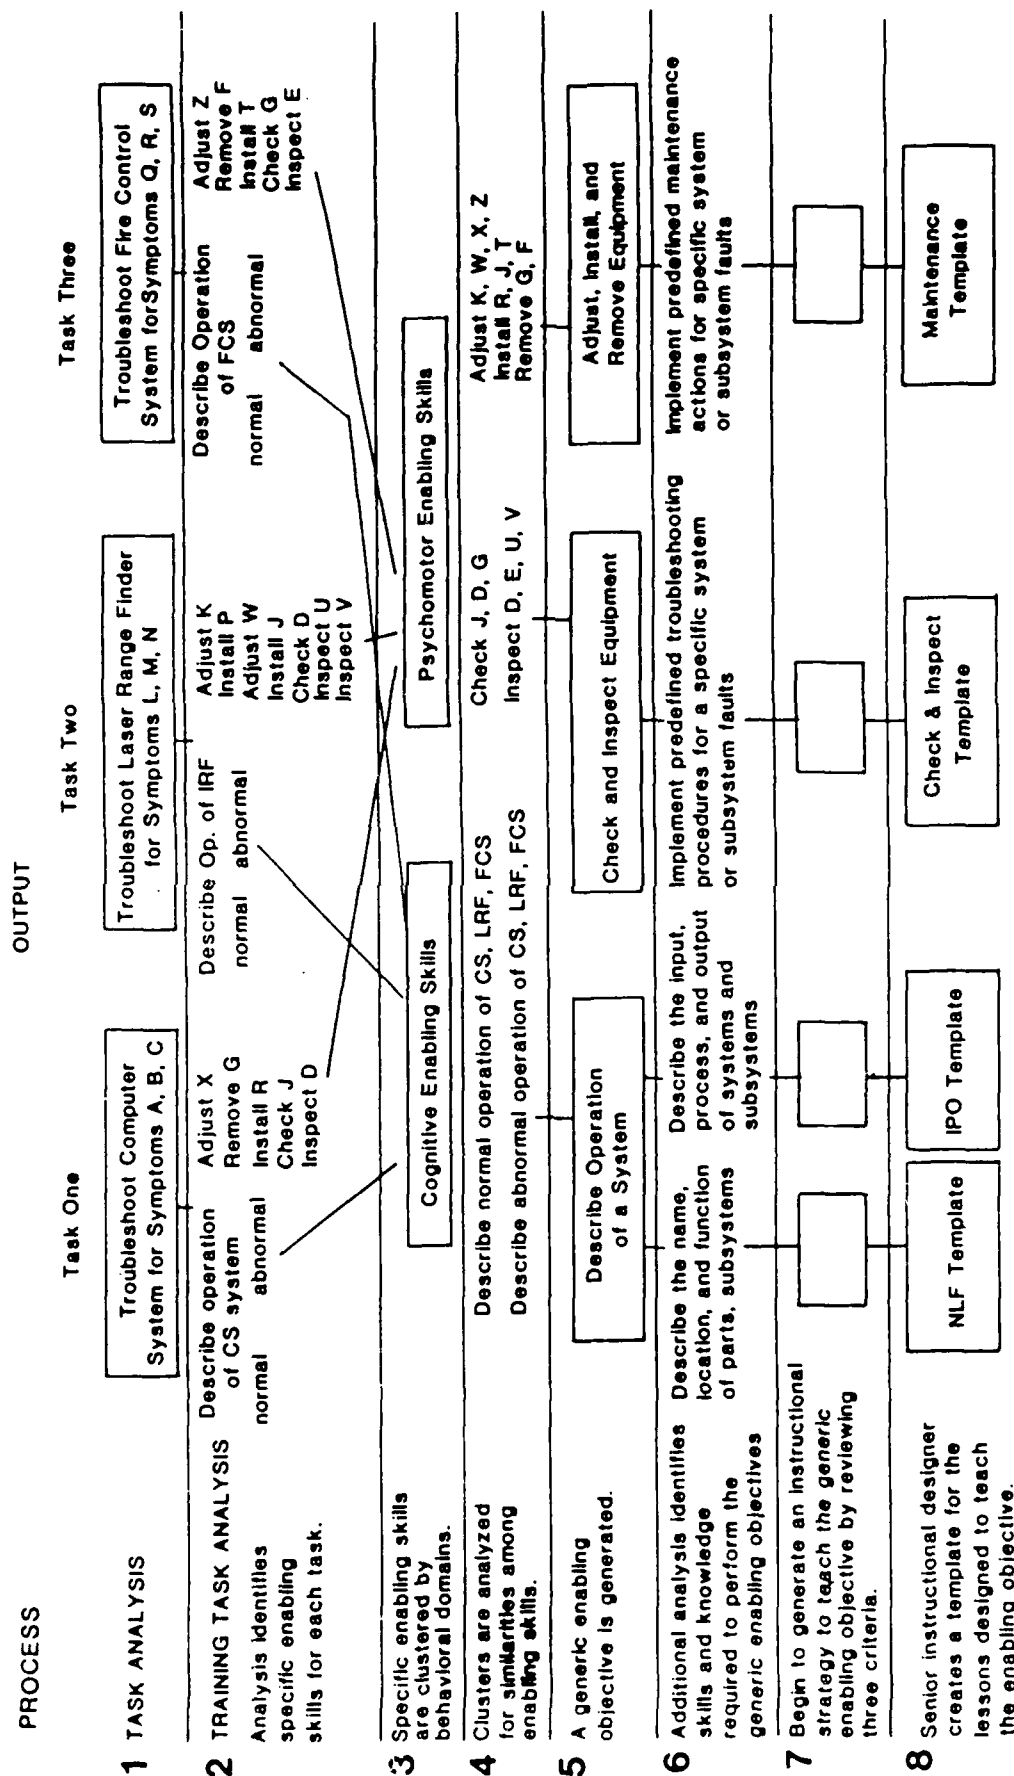 PROCESS
OUTPUT
Task One
Task Two
Task Three
1 TASK ANALYSIS
Troubleshoot Computer
System for Symptoms A, B, C
Troubleshoot Laser Range Finder
for Symptoms L, M, N
Troubleshoot Fire Control
System forSymptoms Q, R, S
2 TRAINING TASK ANALYSIS
Analysis identifies
specific enabling
skills for each task.
Describe operation
of CS system
normal abnormal
Adjust X
Remove G
Install R
Check J
Inspect D
Describe Op. of IRF
normal abnormal
Adjust K
Install P
Adjust W
Install J
Check D
Inspect U
Inspect V
Describe Operation
of FCS
normal abnormal
Adjust Z
Remove F
Install T
Check G
Inspect E
3 Specific enabling skills
are clustered by
behavioral domains.
Cognitive Enabling Skills
Psychomotor Enabling Skills
4 Clusters are analyzed
for similarities among
enabling skills.
Describe normal operation of CS, LRF, FCS
Describe abnormal operation of CS, LRF, FCS
Check J, D, G
Inspect D, E, U, V
Adjust K, W, X, Z
Install R, J, T
Remove G, F
5 A generic enabling
objective is generated.
Describe Operation
of a System
Check and Inspect Equipment
Adjust, Install, and
Remove Equipment
6 Additional analysis identifies
skills and knowledge
required to perform the
generic enabling objectives
Describe the name,
location, and function
of parts, subsystems
Describe the input,
process, and output
of systems and
subsystems
Implement predefined troubleshooting
procedures for a specific system
or subsystem faults
Implement predefined maintenance
actions for specific system
or subsystem faults
7 Begin to generate an instructional
strategy to teach the generic
enabling objective by reviewing
three criteria.
8 Senior instructional designer
creates a template for the
lessons designed to teach
the enabling objective.
NLF Template
IPO Template
Check & Inspect
Template
Maintenance
Template